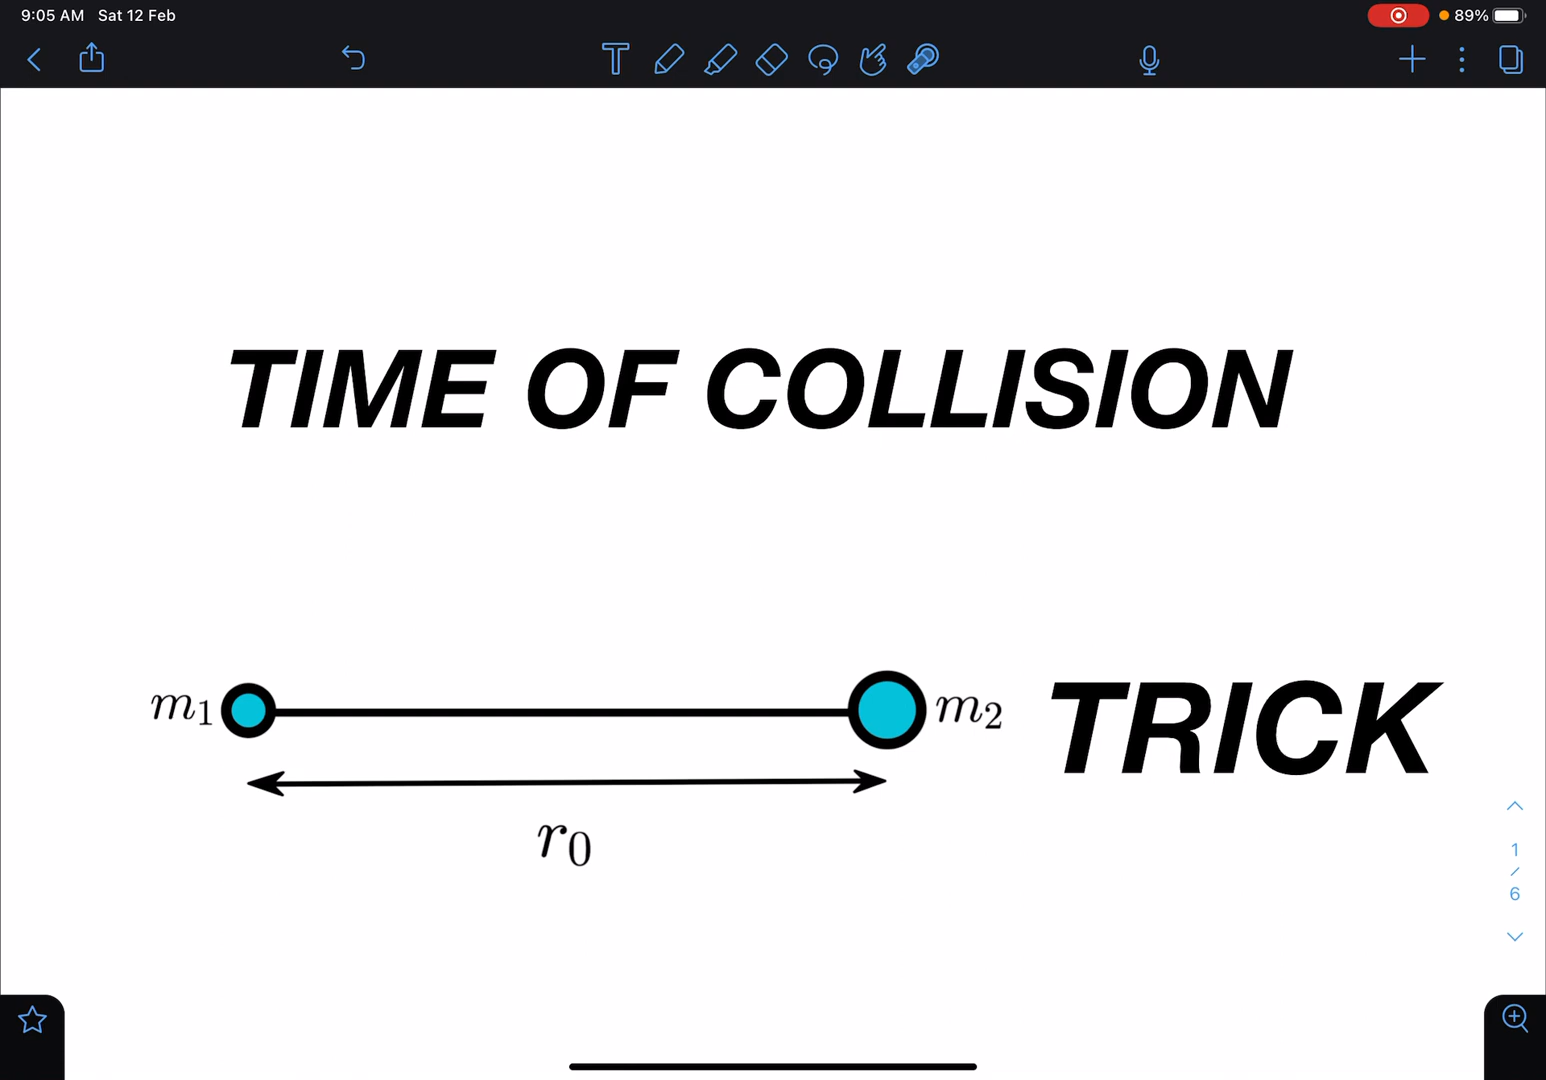 9:05 AM Sat 12 Feb
89%
TIME OF COLLISION
m₁
m₂
TRICK
r₀
1
/
6